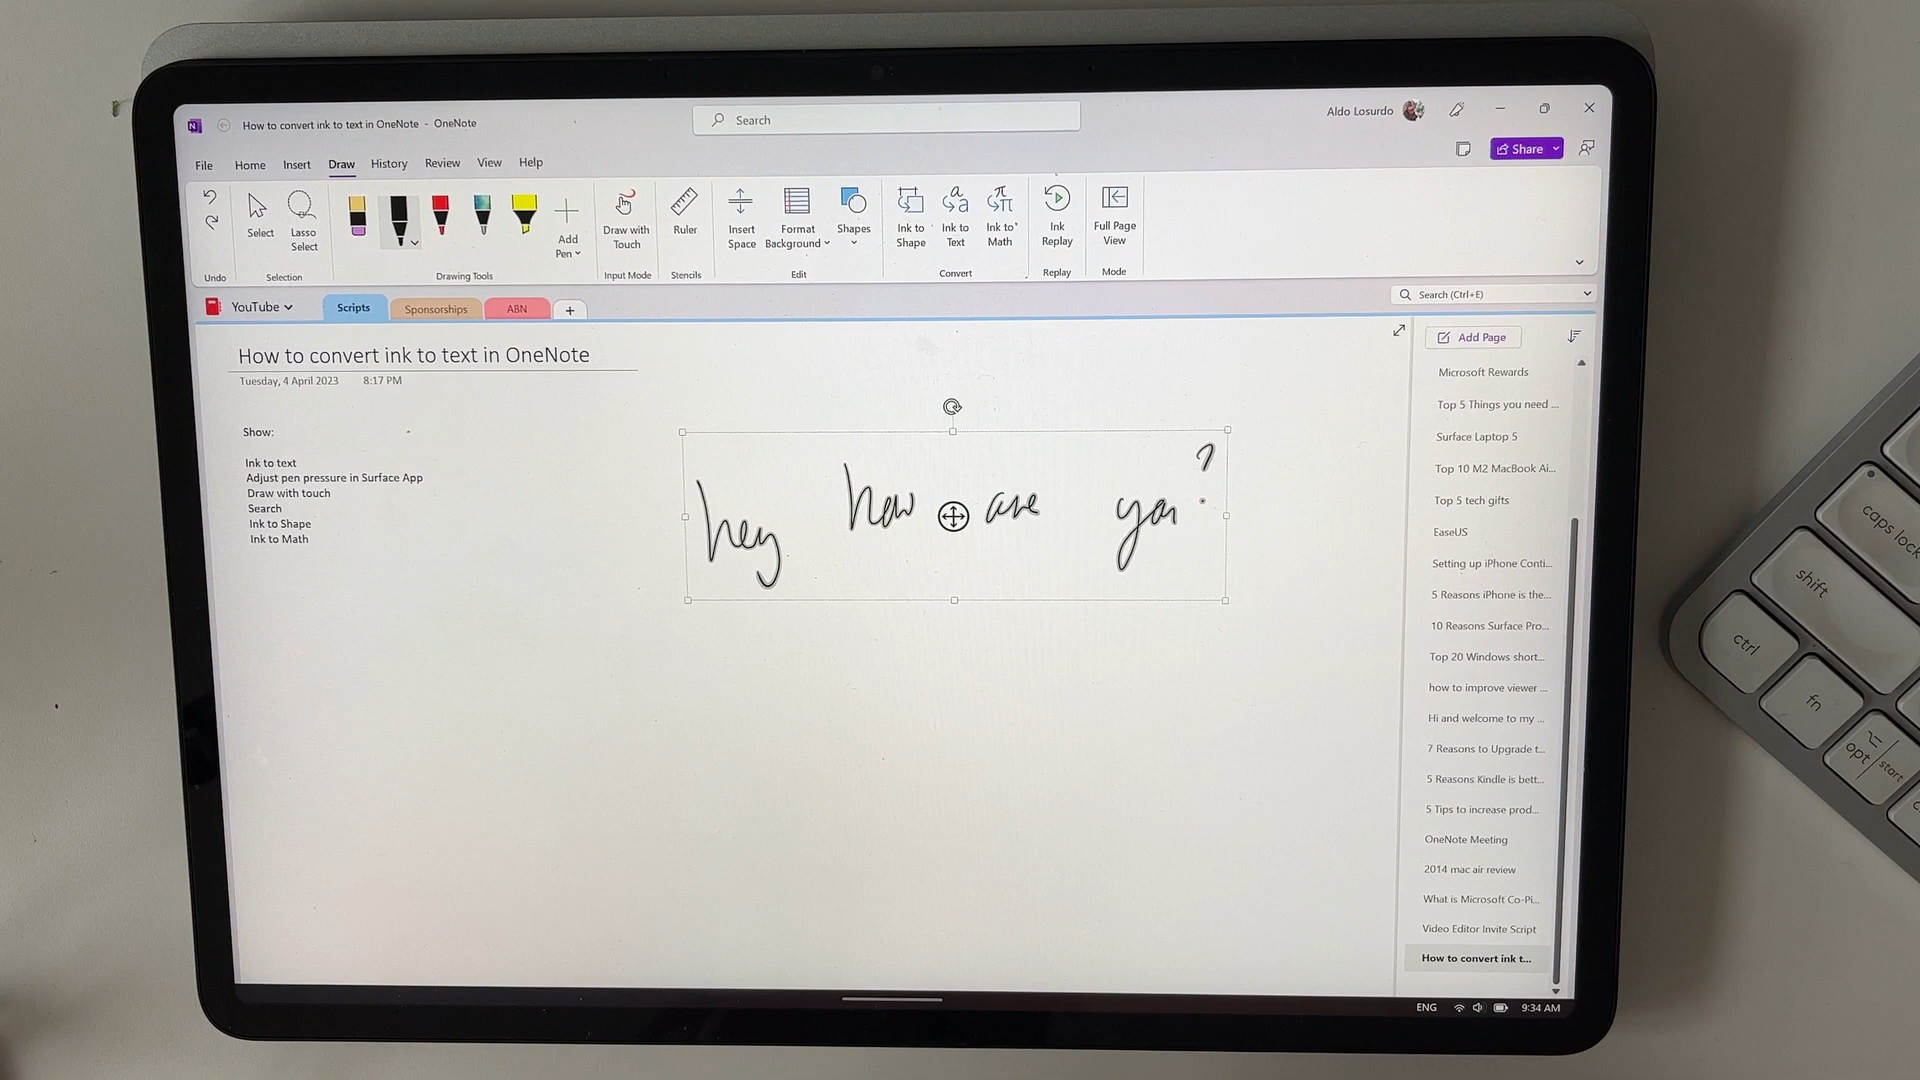 How to convert ink to text in OneNote - OneNote
Search
Aldo Losurdo
File Home Insert Draw History Review View Help
Share
Select
Lasso Select
Add Pen
Draw with Touch
Ruler
Insert Space
Format Background
Shapes
Ink to Shape
Ink to Text
Ink to Math
Ink Replay
Full Page View
Undo Selection Drawing Tools Input Mode Stencils Edit Convert Replay Mode
YouTube Scripts Sponsorships ABN +
Search (Ctrl+E)
How to convert ink to text in OneNote
Tuesday, 4 April 2023 8:17 PM
Show:
Ink to text
Adjust pen pressure in Surface App
Draw with touch
Search
Ink to Shape
Ink to Math
hey how are you ?
Add Page
Microsoft Rewards
Top 5 Things you need ...
Surface Laptop 5
Top 10 M2 MacBook Ai...
Top 5 tech gifts
EaseUS
Setting up iPhone Conti...
5 Reasons iPhone is the...
10 Reasons Surface Pro...
Top 20 Windows short...
how to improve viewer ...
Hi and welcome to my ...
7 Reasons to Upgrade t...
5 Reasons Kindle is bett...
5 Tips to increase prod...
OneNote Meeting
2014 mac air review
What is Microsoft Co-Pi...
Video Editor Invite Script
How to convert ink t...
ENG 9:34 AM
caps lock
shift
ctrl
fn
opt start